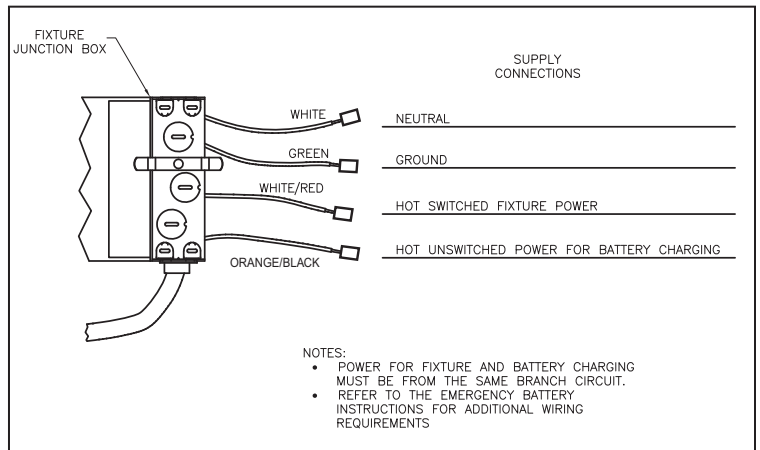 FIXTURE
JUNCTION BOX
SUPPLY
CONNECTIONS
WHITE
NEUTRAL
GREEN
GROUND
WHITE/RED
HOT SWITCHED FIXTURE POWER
ORANGE/BLACK
HOT UNSWITCHED POWER FOR BATTERY CHARGING
NOTES:
• POWER FOR FIXTURE AND BATTERY CHARGING
MUST BE FROM THE SAME BRANCH CIRCUIT.
• REFER TO THE EMERGENCY BATTERY
INSTRUCTIONS FOR ADDITIONAL WIRING
REQUIREMENTS